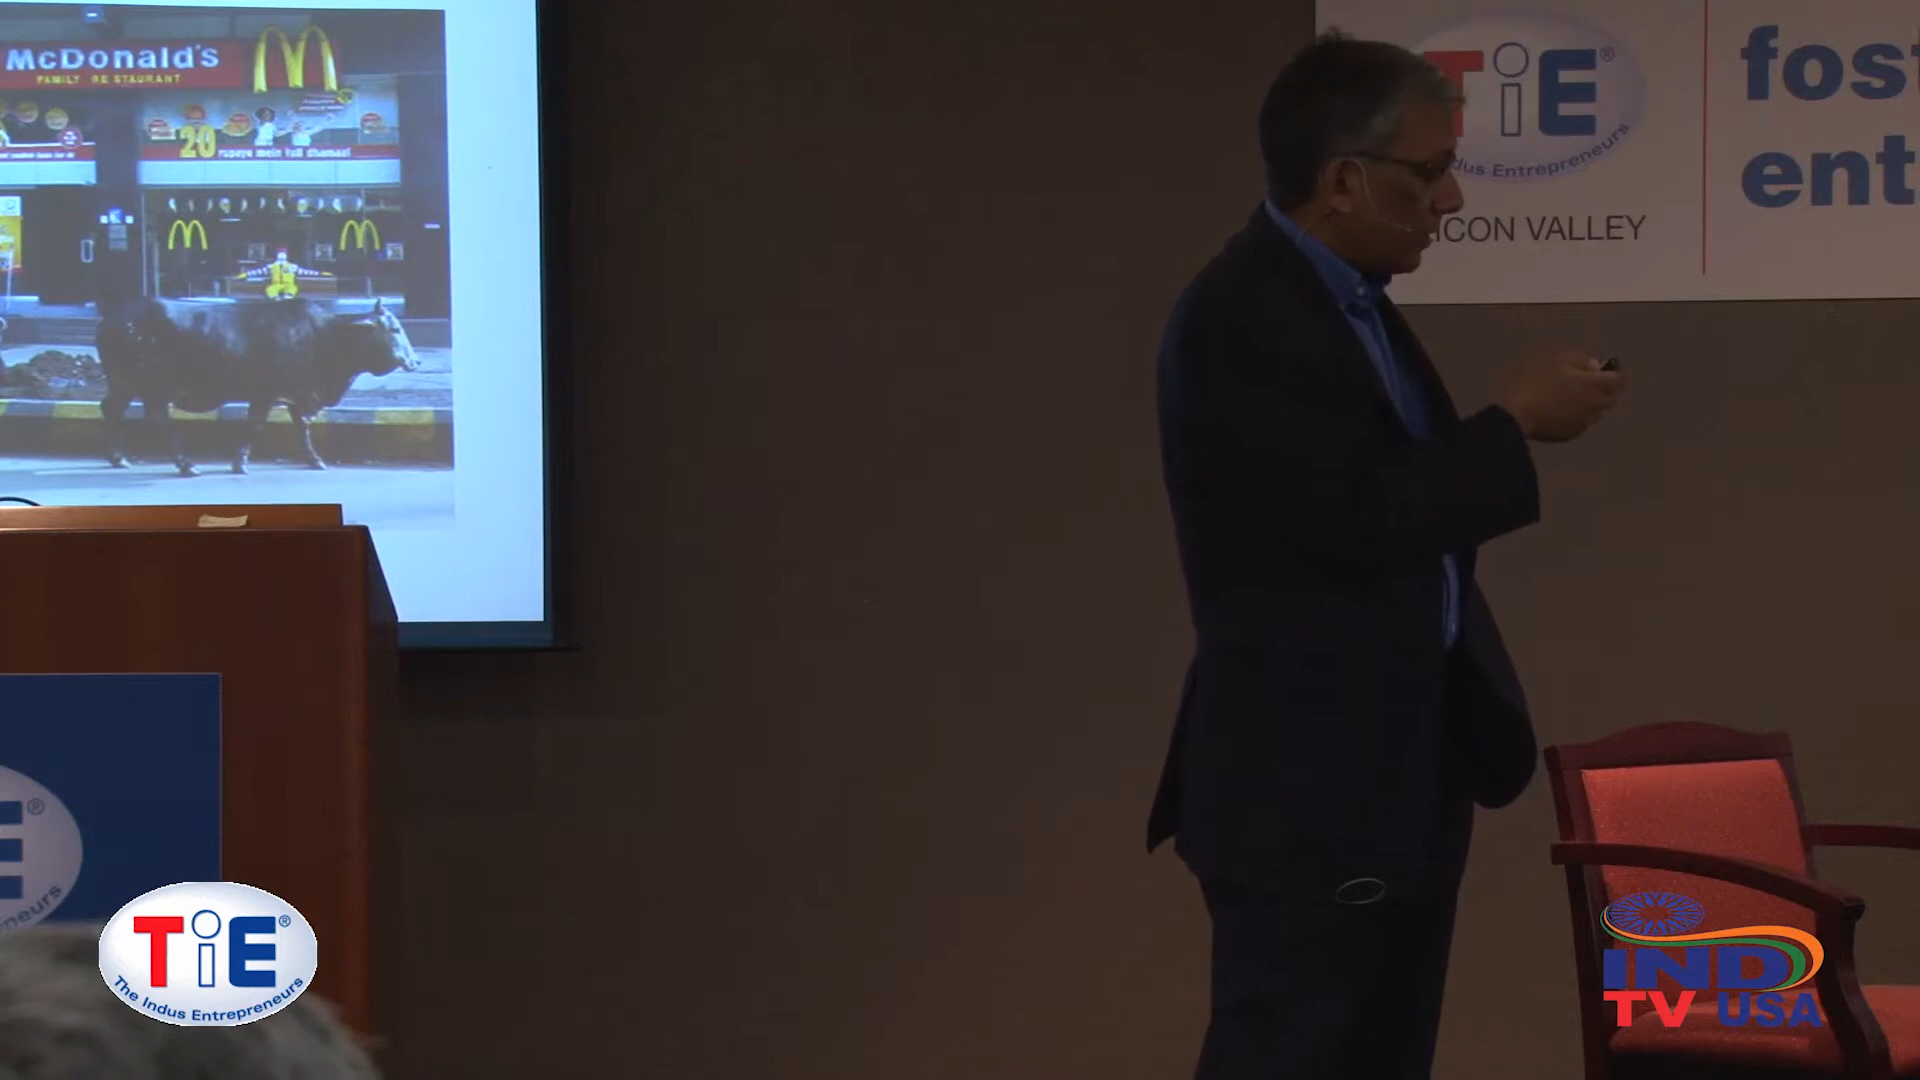 McDonald's
FAMILY RESTAURANT
20 rupaye mein full dhamaal
TiE®
Indus Entrepreneurs
ICON VALLEY
fost
ent
E®
neurs
TiE®
The Indus Entrepreneurs
IND
TV USA